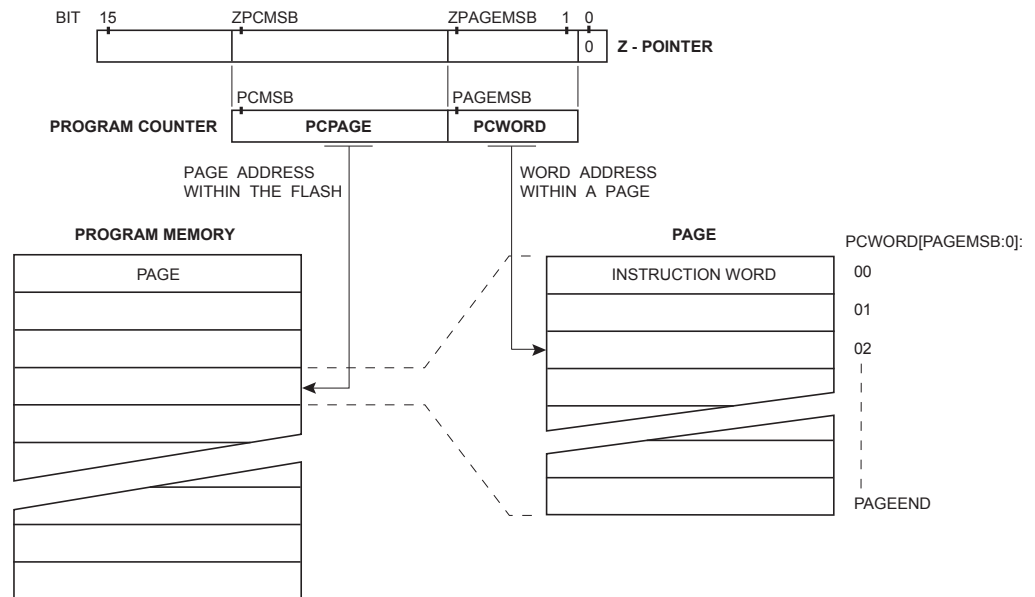 BIT 15 ZPCMSB ZPAGEMSB 1 0
0 Z - POINTER
PCMSB PAGEMSB
PROGRAM COUNTER PCPAGE PCWORD
PAGE ADDRESS
WITHIN THE FLASH
WORD ADDRESS
WITHIN A PAGE
PROGRAM MEMORY
PAGE
PAGE
PCWORD[PAGEMSB:0]:
INSTRUCTION WORD 00
01
02
PAGEEND